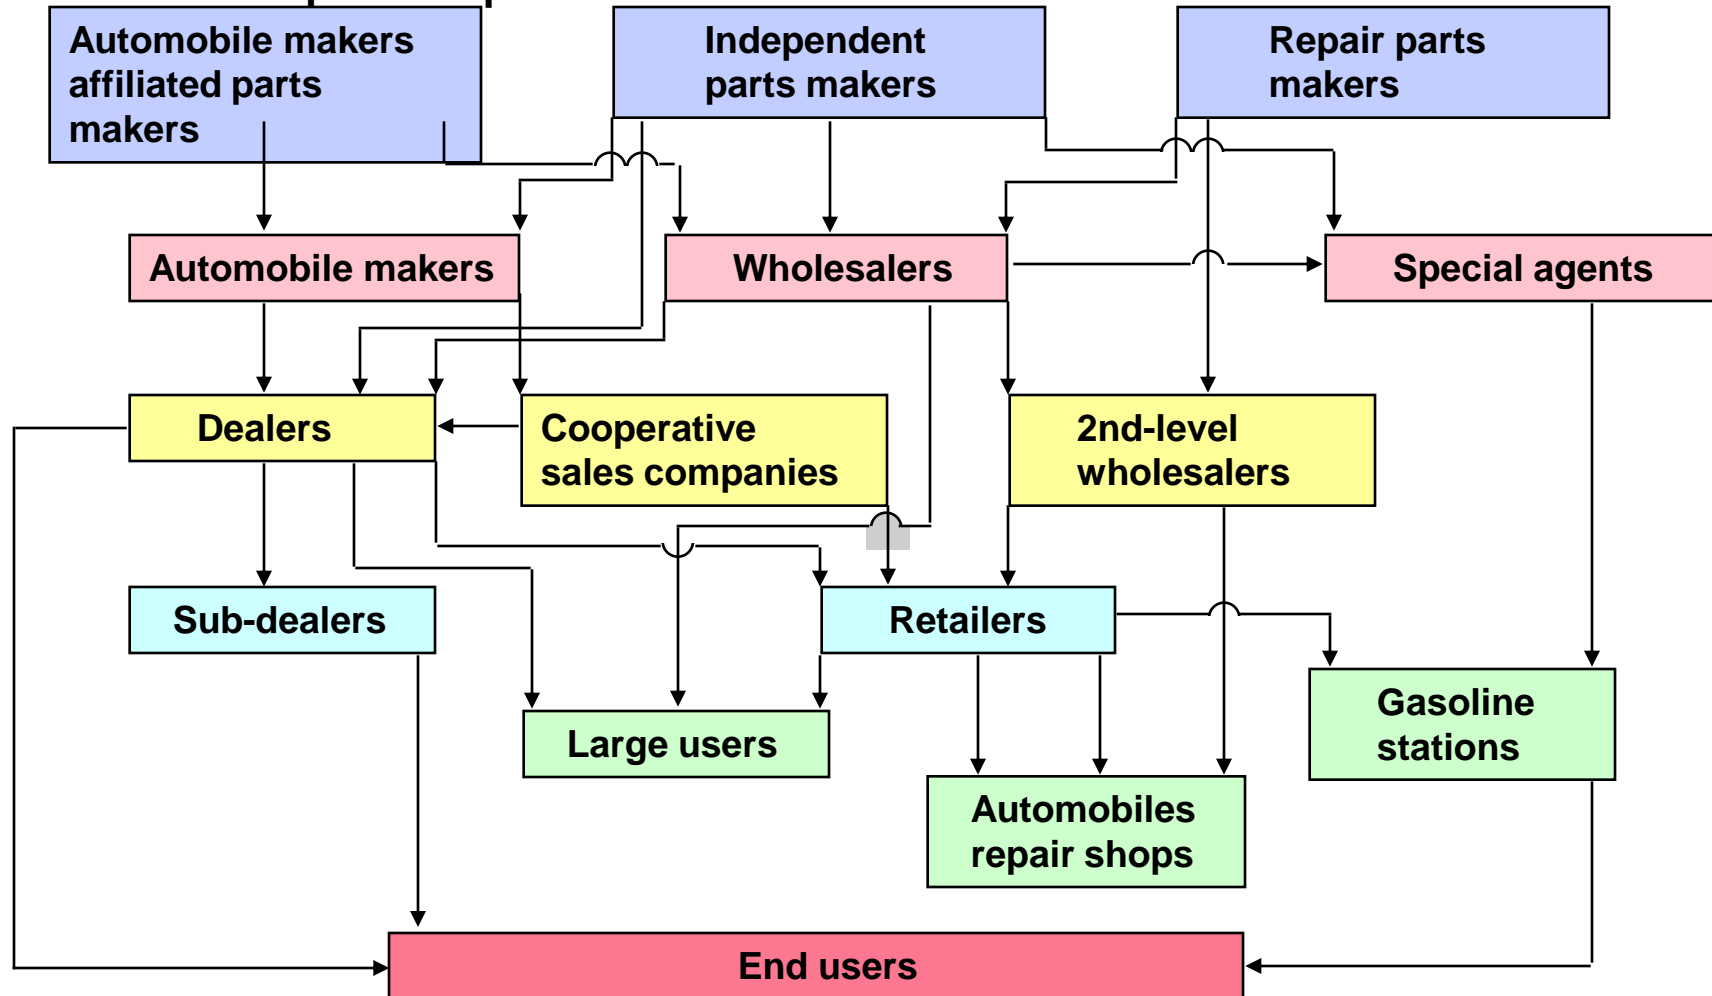 Automobile makers
affiliated parts
makers
Independent
parts makers
Repair parts
makers
Automobile makers
Wholesalers
Special agents
Dealers
Cooperative
sales companies
2nd-level
wholesalers
Sub-dealers
Retailers
Large users
Gasoline
stations
Automobiles
repair shops
End users